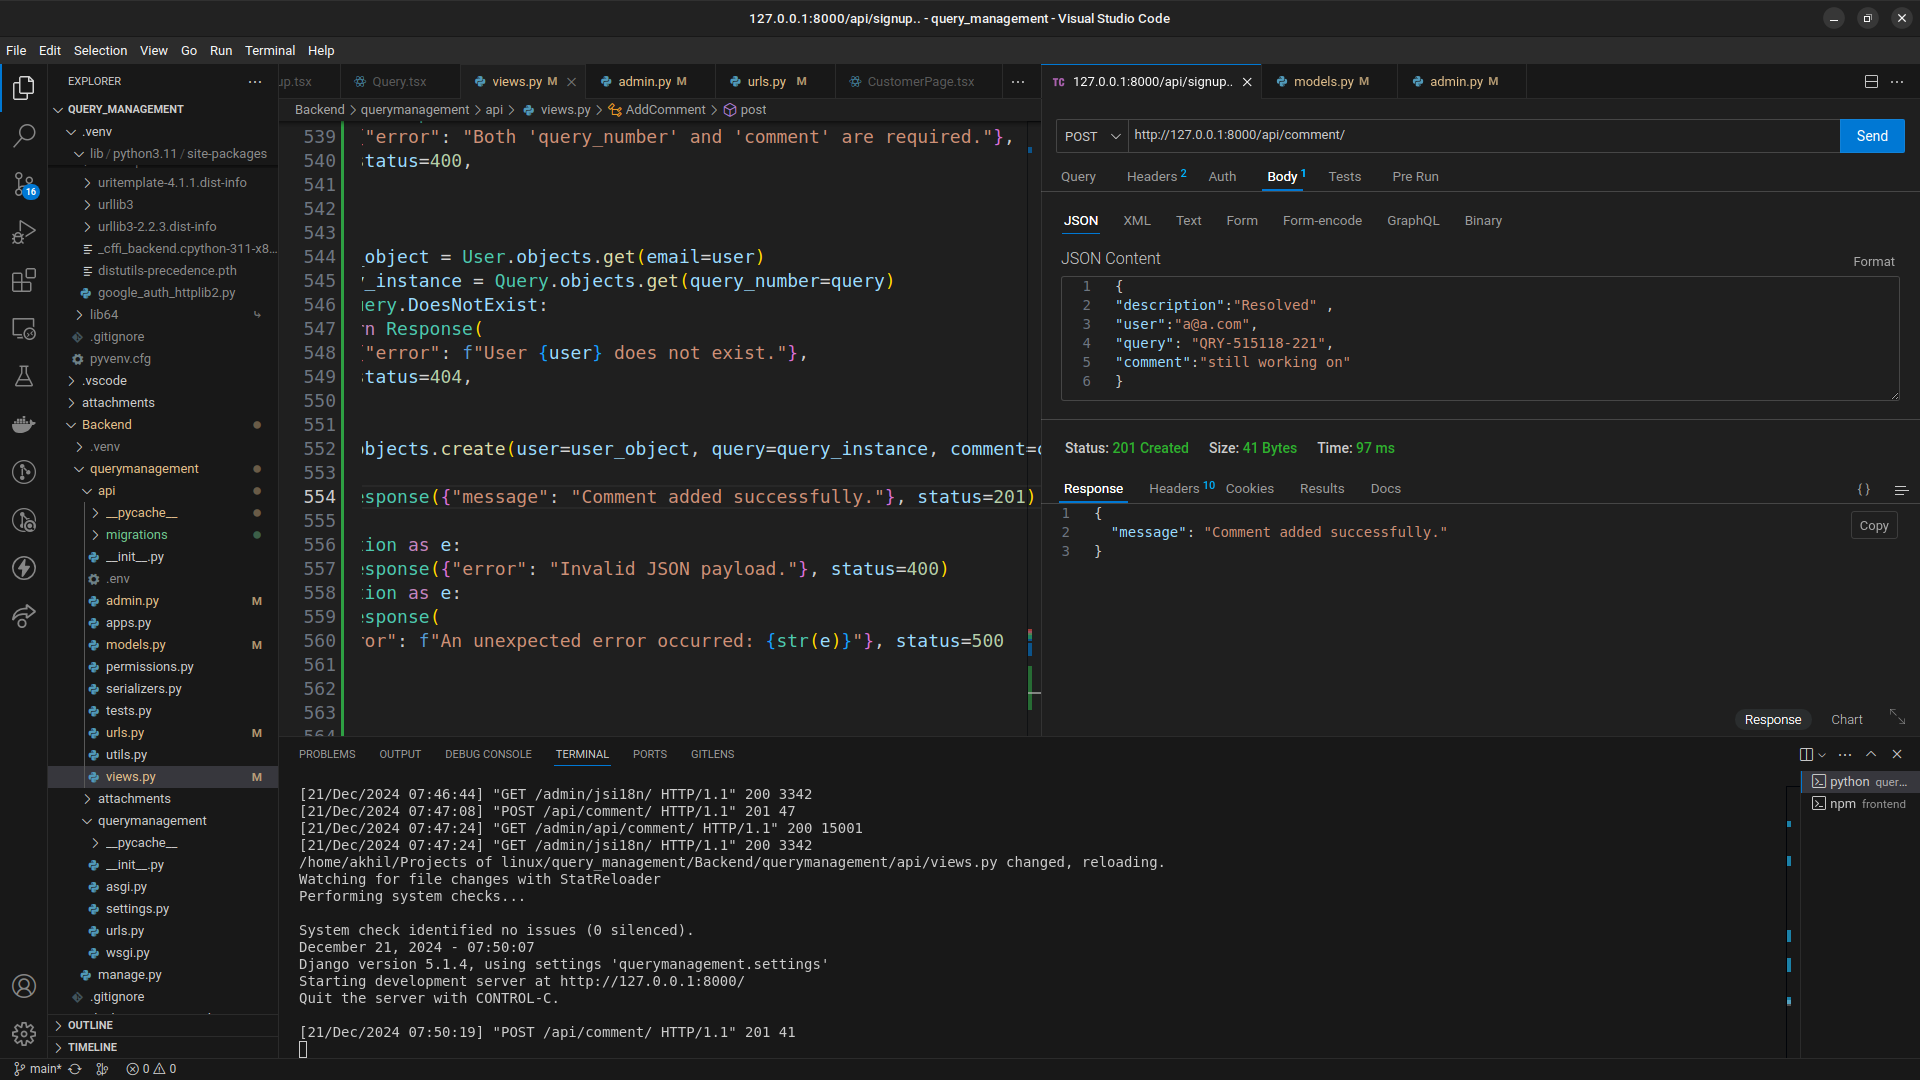 127.0.0.1:8000/api/signup.. - query_management - Visual Studio Code
File Edit Selection View Go Run Terminal Help
EXPLORER
QUERY_MANAGEMENT
.venv
lib / python3.11 / site-packages
uritemplate-4.1.1.dist-info
urllib3
urllib3-2.2.3.dist-info
_cffi_backend.cpython-311-x8...
distutils-precedence.pth
google_auth_httplib2.py
lib64
.gitignore
pyvenv.cfg
.vscode
attachments
Backend
.venv
querymanagement
api
__pycache__
migrations
__init__.py
.env
admin.py M
apps.py
models.py M
permissions.py
serializers.py
tests.py
urls.py M
utils.py
views.py M
attachments
querymanagement
__pycache__
__init__.py
asgi.py
settings.py
urls.py
wsgi.py
manage.py
.gitignore
OUTLINE
TIMELINE
16
up.tsx Query.tsx views.py M admin.py M urls.py M CustomerPage.tsx
Backend > querymanagement > api > views.py > AddComment > post
539 {"error": "Both 'query_number' and 'comment' are required."},
540 status=400,
541
542
543
544 _object = User.objects.get(email=user)
545 y_instance = Query.objects.get(query_number=query)
546 uery.DoesNotExist:
547 rn Response(
548 {"error": f"User {user} does not exist."},
549 status=404,
550
551
552 objects.create(user=user_object, query=query_instance, comment=c
553
554 esponse({"message": "Comment added successfully."}, status=201)
555
556 tion as e:
557 esponse({"error": "Invalid JSON payload."}, status=400)
558 tion as e:
559 esponse(
560 ror": f"An unexpected error occurred: {str(e)}"}, status=500
561
562
563
564
TC 127.0.0.1:8000/api/signup.. models.py M admin.py M
POST http://127.0.0.1:8000/api/comment/ Send
Query Headers 2 Auth Body 1 Tests Pre Run
JSON XML Text Form Form-encode GraphQL Binary
JSON Content
Format
1 {
2 "description":"Resolved" ,
3 "user":"a@a.com",
4 "query": "QRY-515118-221",
5 "comment":"still working on"
6 }
Status: 201 Created Size: 41 Bytes Time: 97 ms
Response Headers 10 Cookies Results Docs
{ }
1 {
2 "message": "Comment added successfully."
3 }
Copy
Response Chart
PROBLEMS OUTPUT DEBUG CONSOLE TERMINAL PORTS GITLENS
[21/Dec/2024 07:46:44] "GET /admin/jsi18n/ HTTP/1.1" 200 3342
[21/Dec/2024 07:47:08] "POST /api/comment/ HTTP/1.1" 201 47
[21/Dec/2024 07:47:24] "GET /admin/api/comment/ HTTP/1.1" 200 15001
[21/Dec/2024 07:47:24] "GET /admin/jsi18n/ HTTP/1.1" 200 3342
/home/akhil/Projects of linux/query_management/Backend/querymanagement/api/views.py changed, reloading.
Watching for file changes with StatReloader
Performing system checks...
System check identified no issues (0 silenced).
December 21, 2024 - 07:50:07
Django version 5.1.4, using settings 'querymanagement.settings'
Starting development server at http://127.0.0.1:8000/
Quit the server with CONTROL-C.
[21/Dec/2024 07:50:19] "POST /api/comment/ HTTP/1.1" 201 41
python quer...
npm frontend
main* 0 0